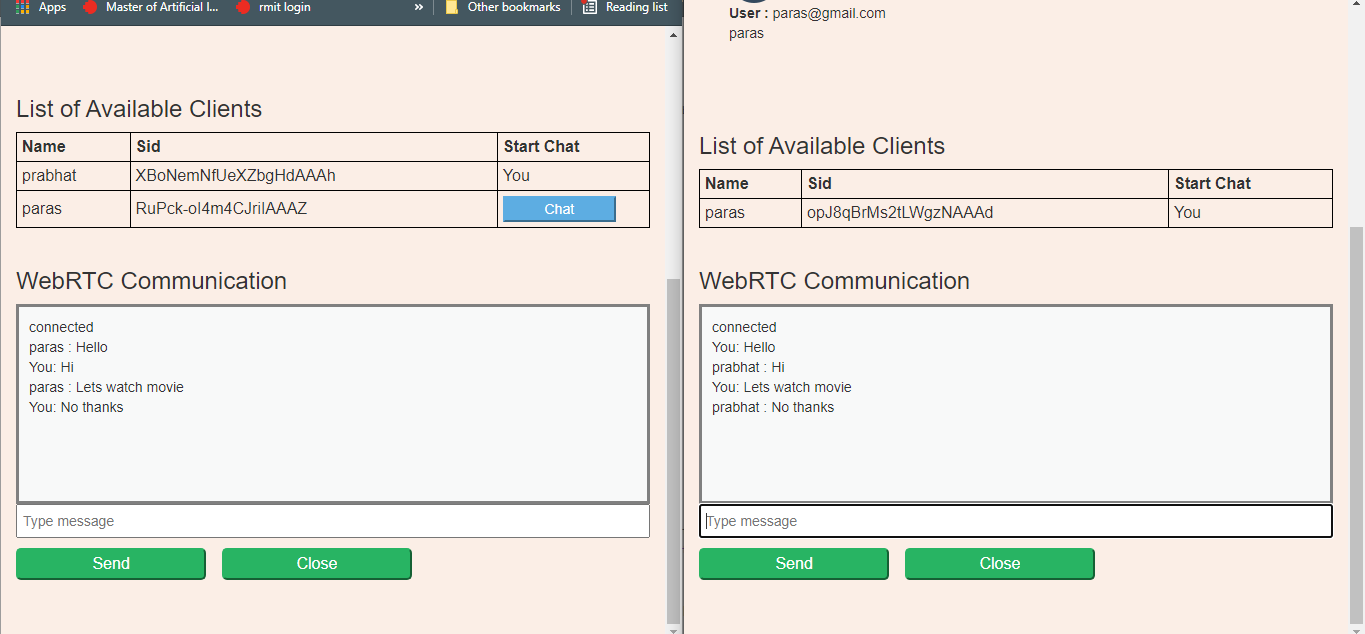 Apps Master of Artificial I... rmit login » Other bookmarks Reading list
List of Available Clients
Name Sid Start Chat
prabhat XBoNemNfUeXZbgHdAAAh You
paras RuPck-oI4m4CJriIAAAZ Chat
WebRTC Communication
connected
paras : Hello
You: Hi
paras : Lets watch movie
You: No thanks
Type message
Send Close
User : paras@gmail.com
paras
List of Available Clients
Name Sid Start Chat
paras opJ8qBrMs2tLWgzNAAAd You
WebRTC Communication
connected
You: Hello
prabhat : Hi
You: Lets watch movie
prabhat : No thanks
Type message
Send Close